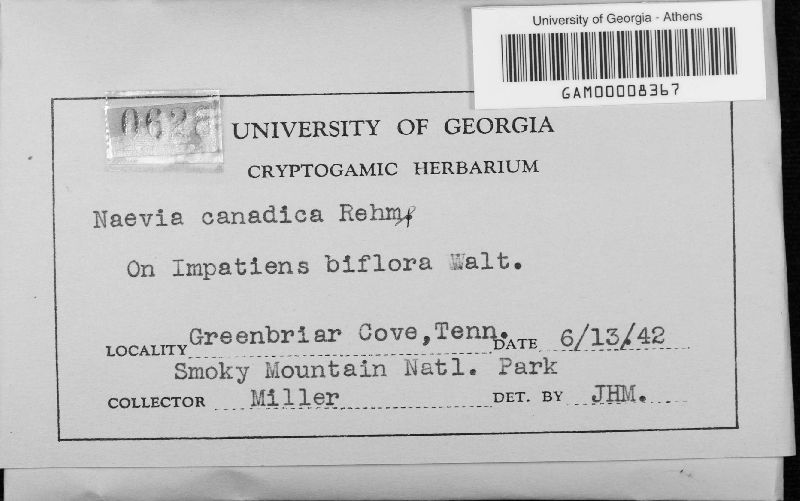 University of Georgia - Athens
GAM00008367
UNIVERSITY OF GEORGIA
CRYPTOGAMIC HERBARIUM
Naevia canadica Rehm
On Impatiens biflora Walt.
LOCALITY Greenbriar Cove, Tenn. DATE 6/13/42
Smoky Mountain Natl. Park
COLLECTOR Miller DET. BY JHM.